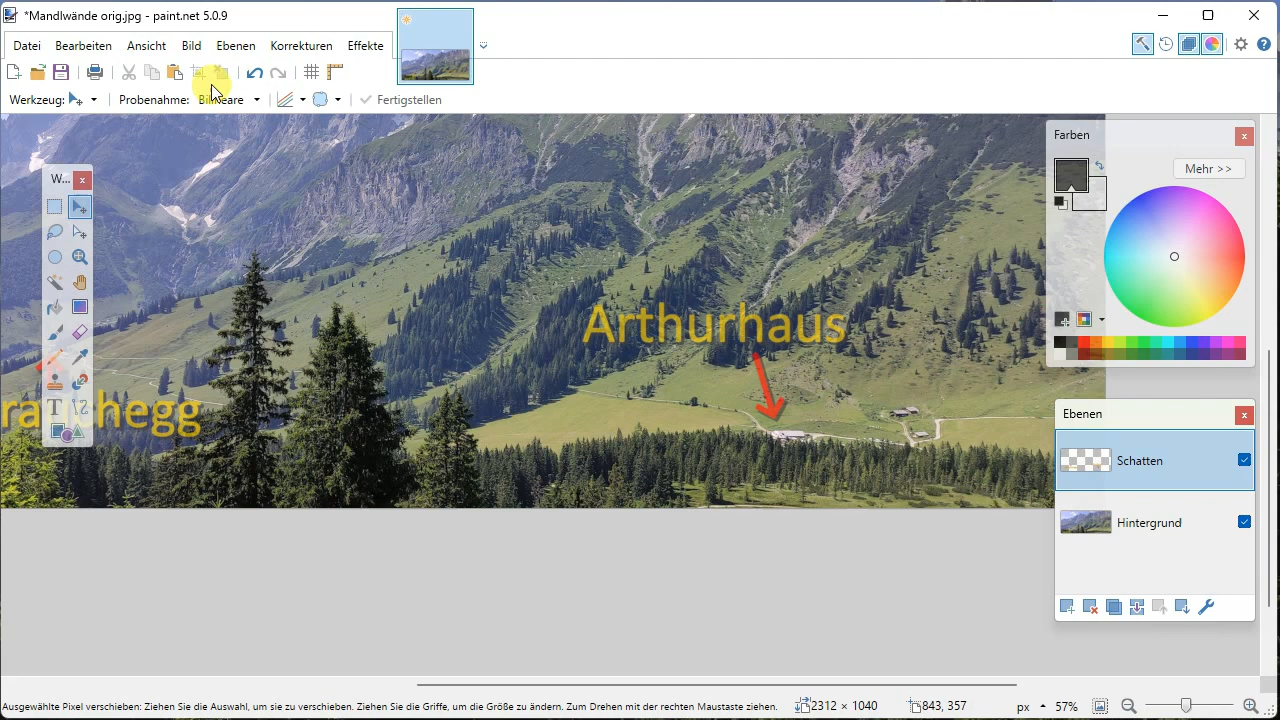 *Mandlwände orig.jpg - paint.net 5.0.9
Datei Bearbeiten Ansicht Bild Ebenen Korrekturen Effekte
Werkzeug: Probenahme: Bilineare Fertigstellen
W...
Farben
Mehr >>
Arthurhaus
T
Ebenen
Schatten
Hintergrund
Ausgewählte Pixel verschieben: Ziehen Sie die Auswahl, um sie zu verschieben. Ziehen Sie die Griffe, um die Größe zu ändern. Zum Drehen mit der rechten Maustaste ziehen. 2312 × 1040 843, 357 px 57%